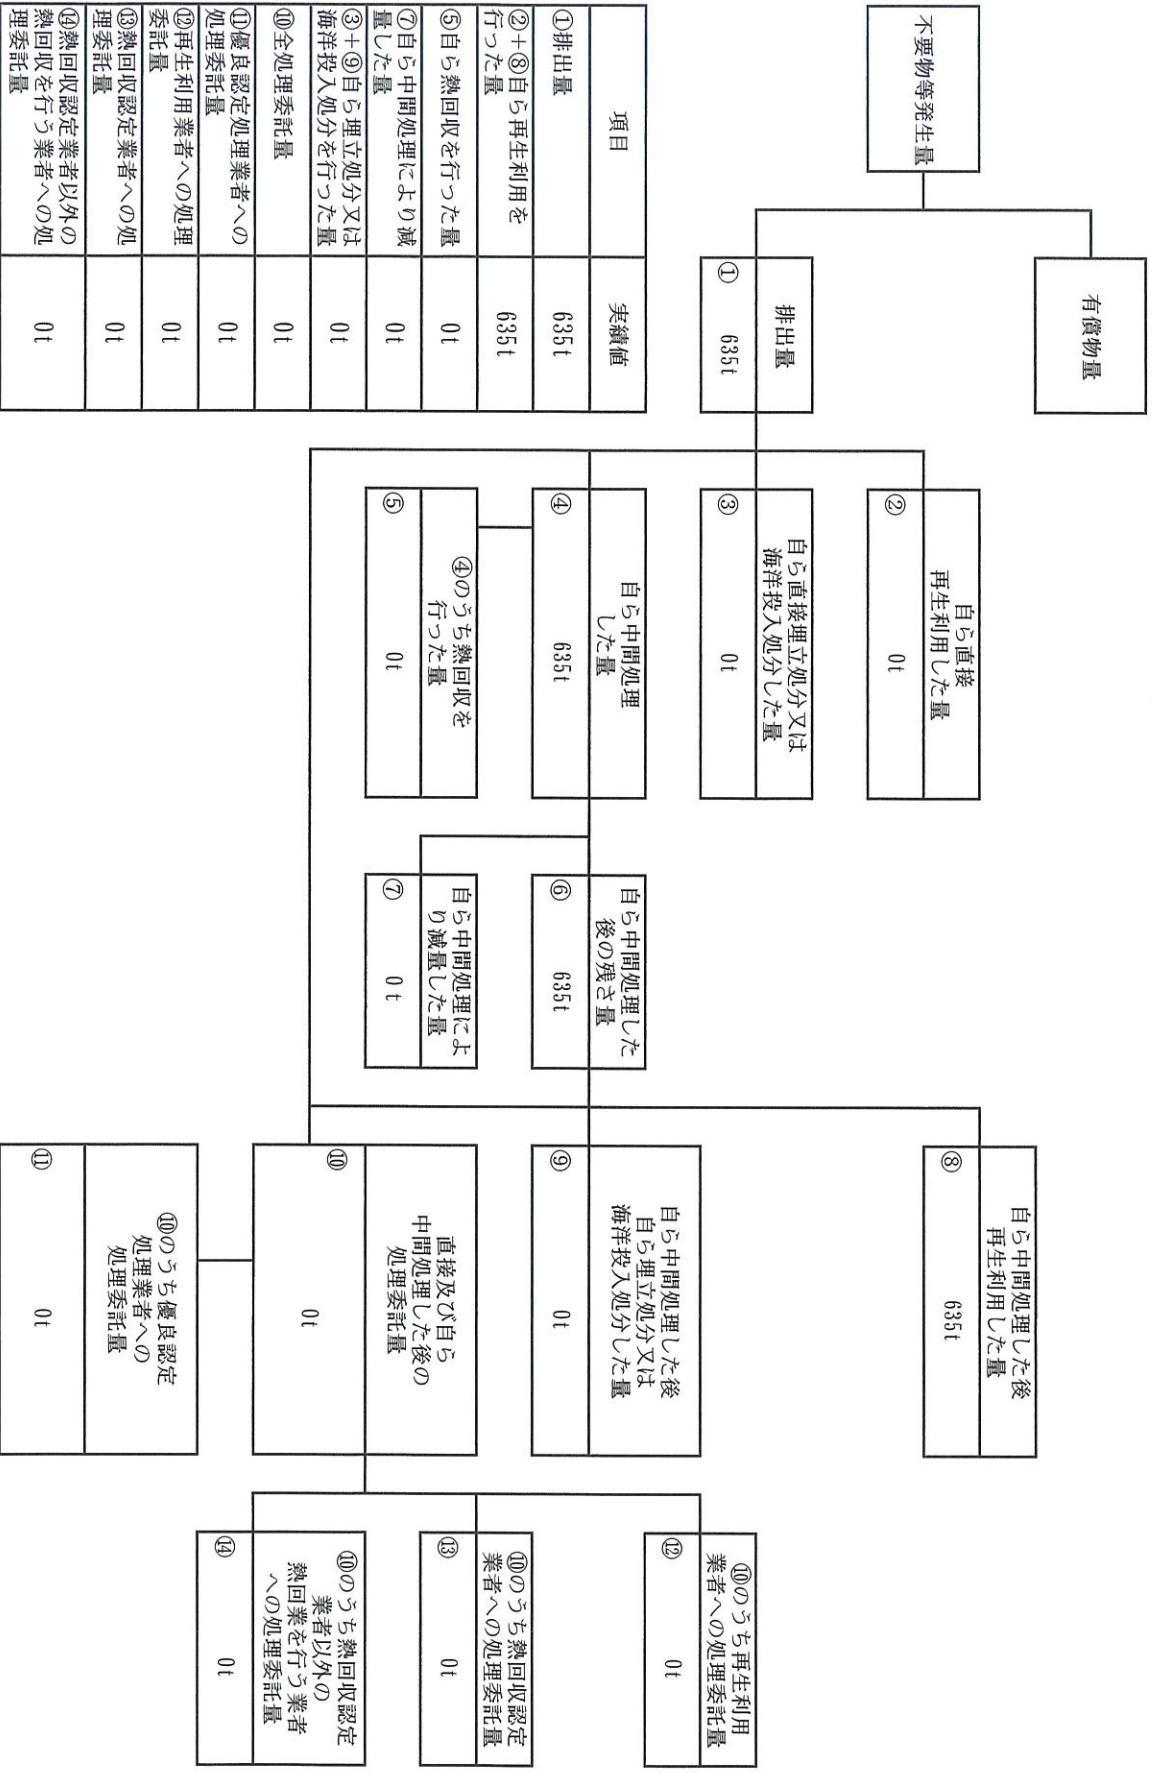 不要物等発生量
有償物量
排出量
① 635t
自ら直接
再生利用した量
② 0t
自ら直接埋立処分又は
海洋投入処分した量
③ 0t
自ら中間処理
した量
④ 635t
④のうち熱回収を
行った量
⑤ 0t
自ら中間処理した
後の残さ量
⑥ 635t
自ら中間処理によ
り減量した量
⑦ 0t
自ら中間処理した後
再生利用した量
⑧ 635t
自ら中間処理した後
自ら埋立処分又は
海洋投入処分した量
⑨ 0t
直接及び自ら
中間処理した後の
処理委託量
⑩ 0t
⑩のうち優良認定
処理業者への
処理委託量
⑪ 0t
⑩のうち再生利用
業者への処理委託量
⑫ 0t
⑩のうち熱回収認定
業者への処理委託量
⑬ 0t
⑩のうち熱回収認定
業者以外の
熱回業を行う業者
への処理委託量
⑭ 0t
項目 実績値
①排出量 635t
②+⑧自ら再生利用を
行った量 635t
⑤自ら熱回収を行った量 0t
⑦自ら中間処理により減
量した量 0t
③+⑨自ら埋立処分又は
海洋投入処分を行った量 0t
⑩全処理委託量 0t
⑪優良認定処理業者への
処理委託量 0t
⑫再生利用業者への処理
委託量 0t
⑬熱回収認定業者への処
理委託量 0t
⑭熱回収認定業者以外の
熱回収を行う業者への処
理委託量 0t